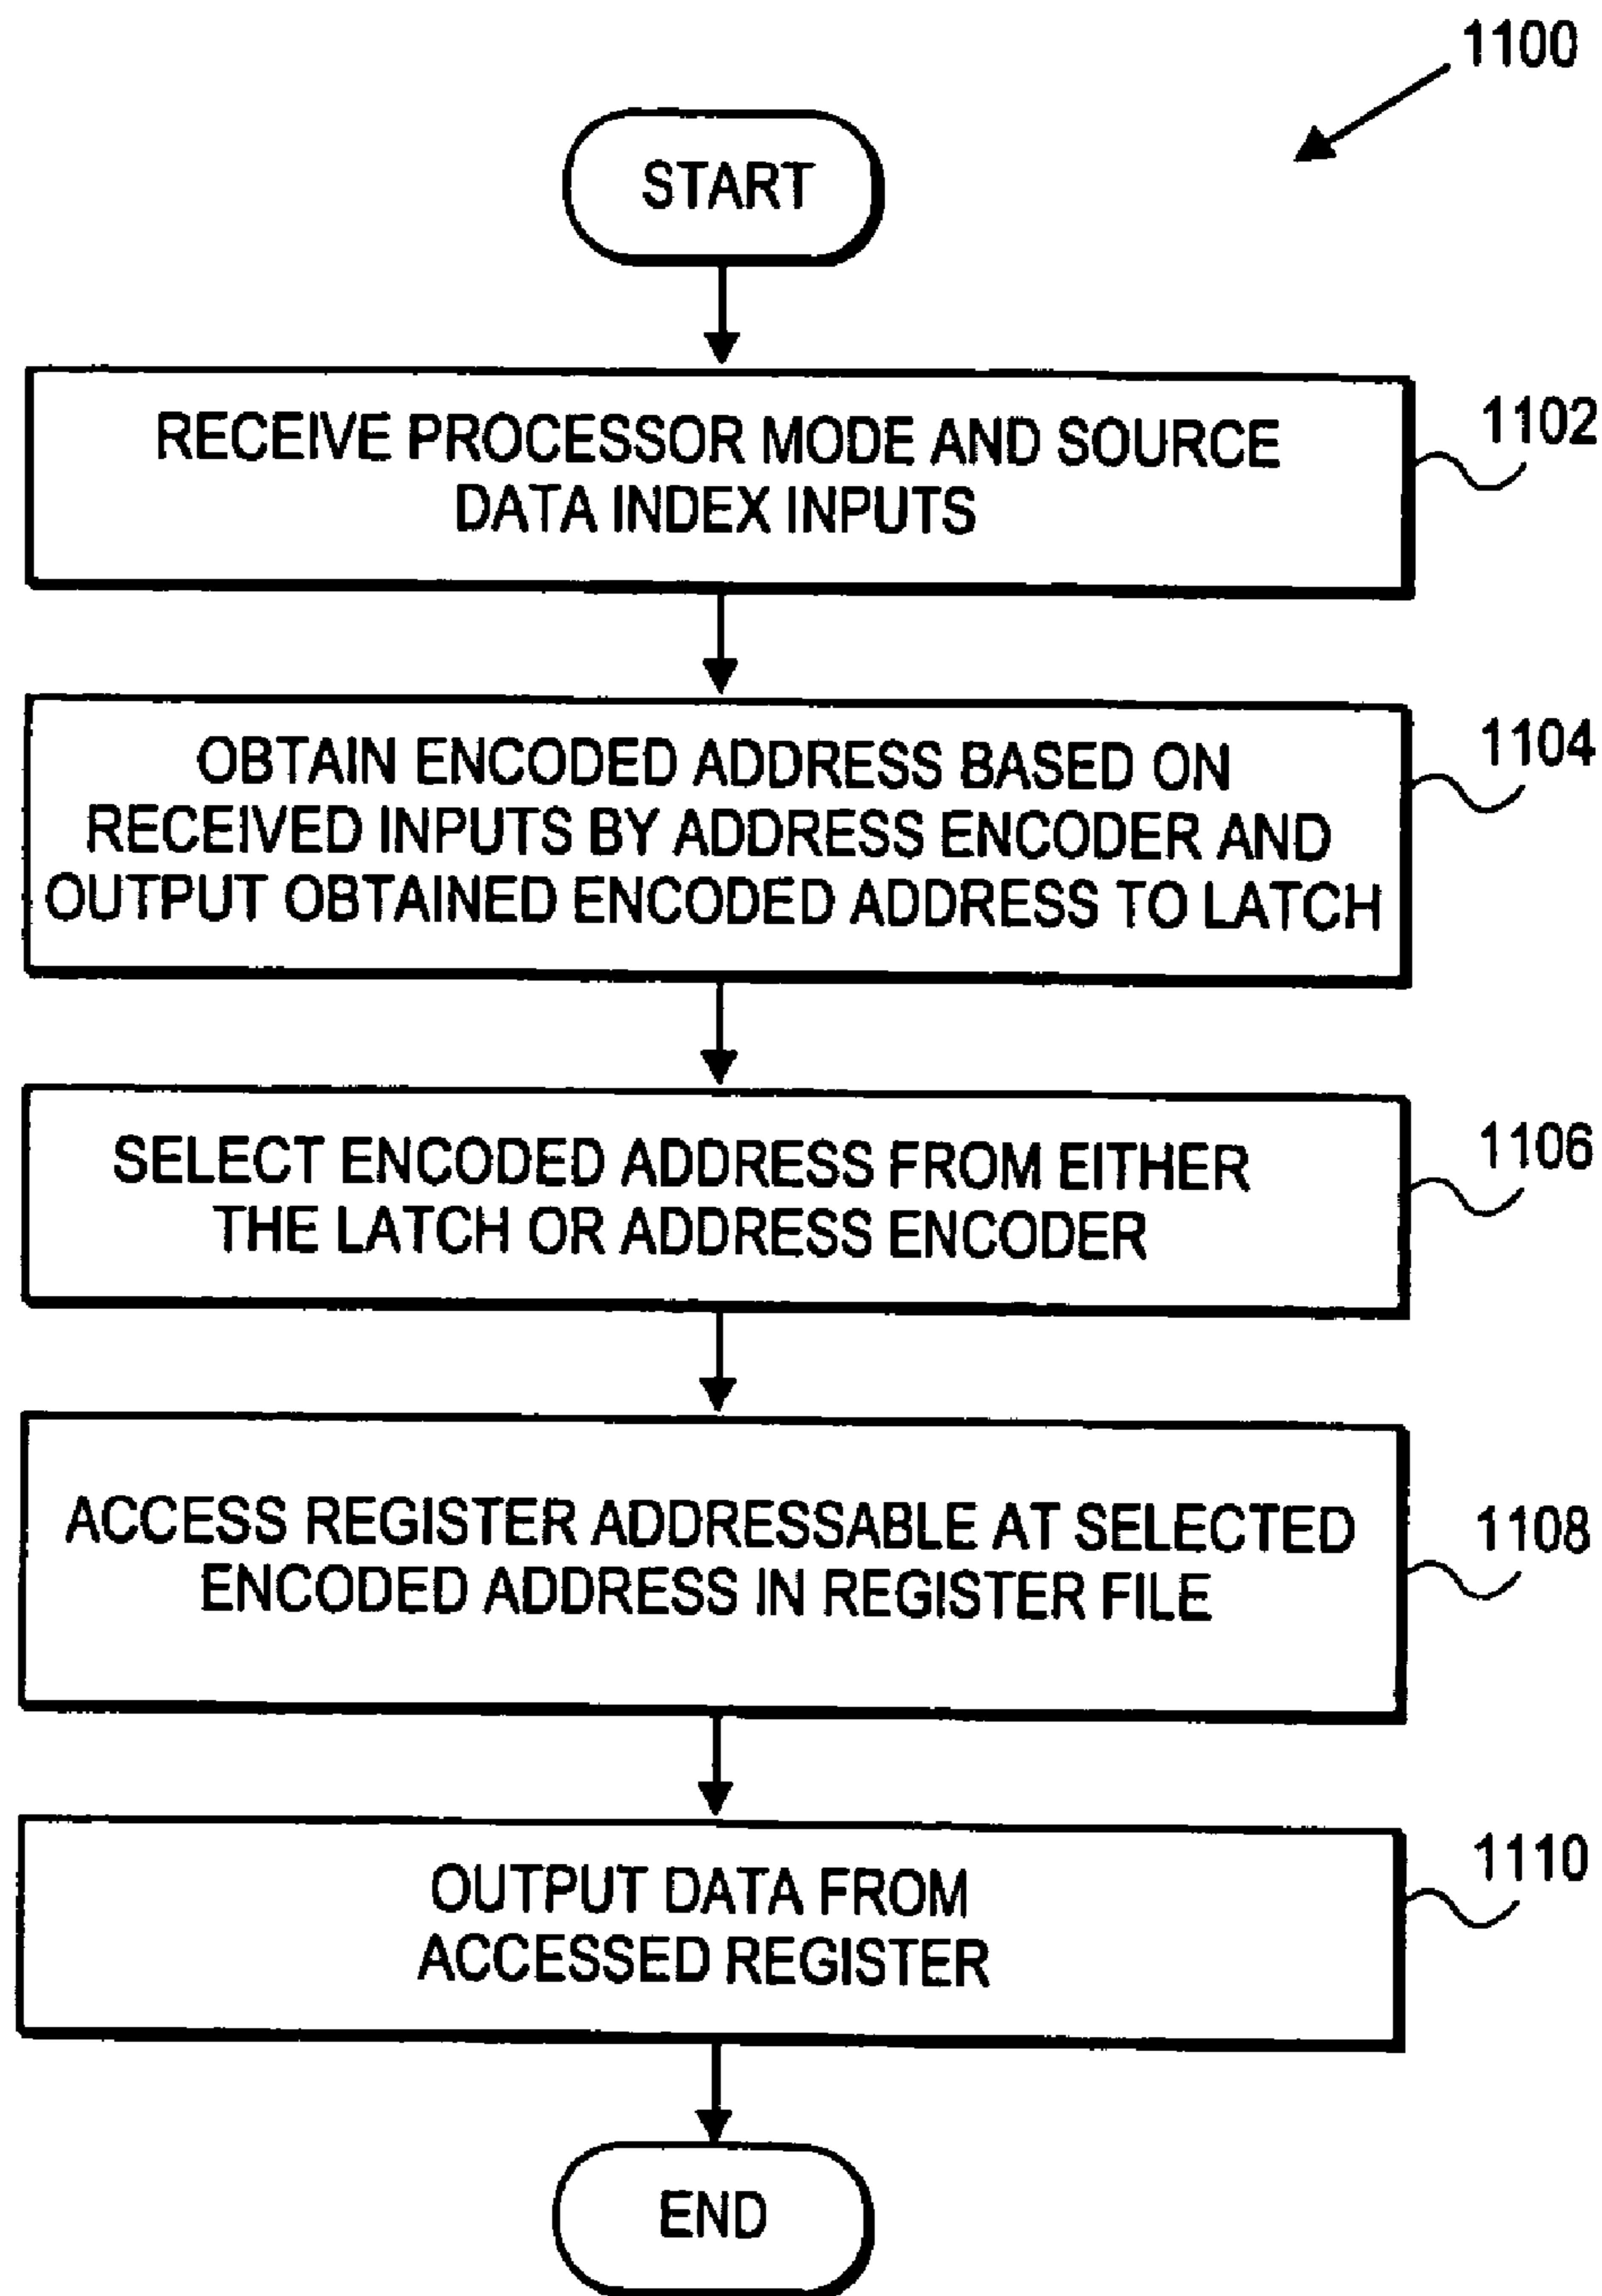 1100
START
RECEIVE PROCESSOR MODE AND SOURCE
DATA INDEX INPUTS
1102
OBTAIN ENCODED ADDRESS BASED ON
RECEIVED INPUTS BY ADDRESS ENCODER AND
OUTPUT OBTAINED ENCODED ADDRESS TO LATCH
1104
SELECT ENCODED ADDRESS FROM EITHER
THE LATCH OR ADDRESS ENCODER
1106
ACCESS REGISTER ADDRESSABLE AT SELECTED
ENCODED ADDRESS IN REGISTER FILE
1108
OUTPUT DATA FROM
ACCESSED REGISTER
1110
END